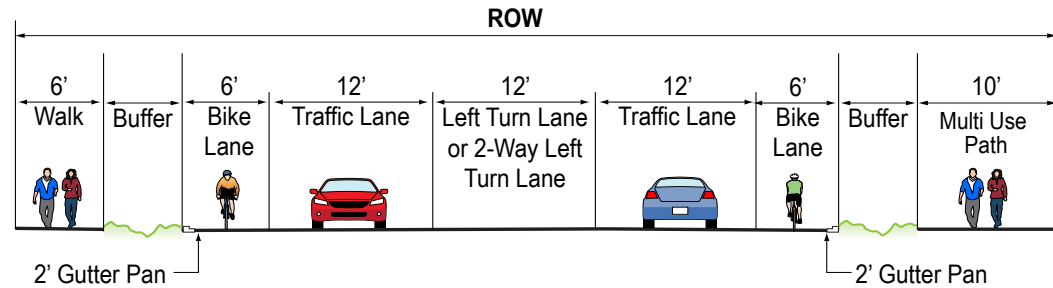 ROW
6’
Walk
Buffer
6’
Bike
Lane
12’
Traffic Lane
12’
Left Turn Lane
or 2-Way Left
Turn Lane
12’
Traffic Lane
6’
Bike
Lane
Buffer
10’
Multi Use
Path
2’ Gutter Pan
2’ Gutter Pan